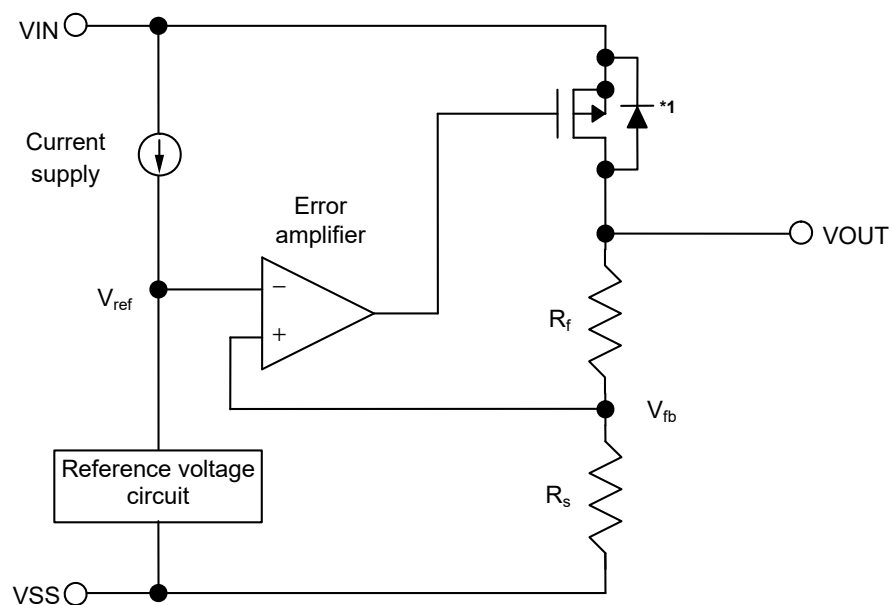 VIN
*1
Current
supply
Error
amplifier
VOUT
Vref
−
+
Rf
Vfb
Reference voltage
circuit
Rs
VSS